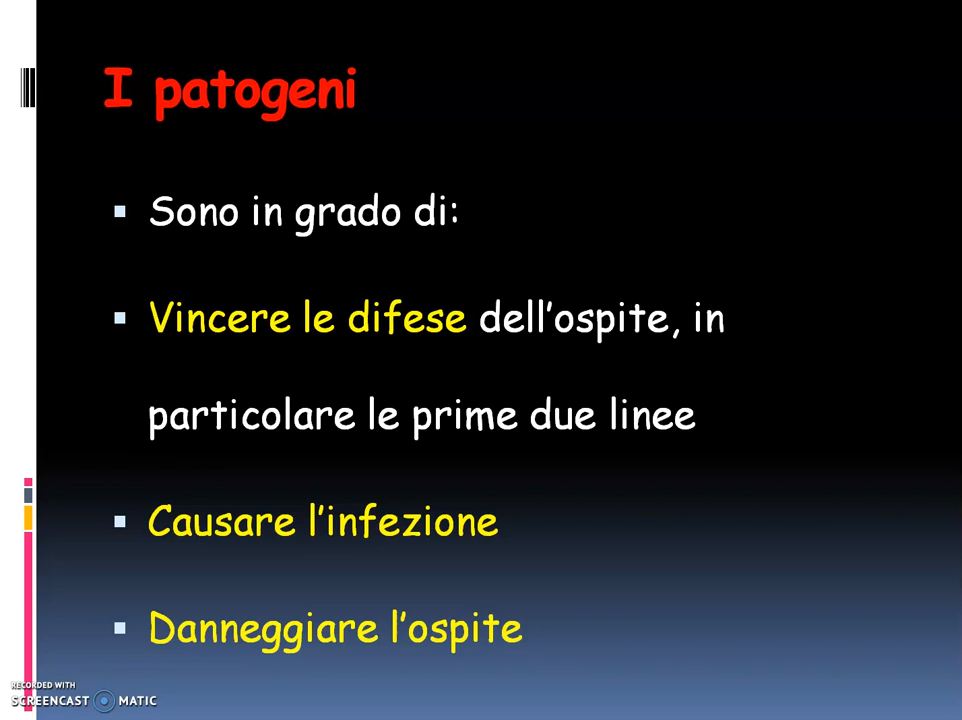 I patogeni
Sono in grado di:
Vincere le difese dell'ospite, in
particolare le prime due linee
Causare l'infezione
Danneggiare l'ospite
RECORDED WITH
SCREENCAST MATIC